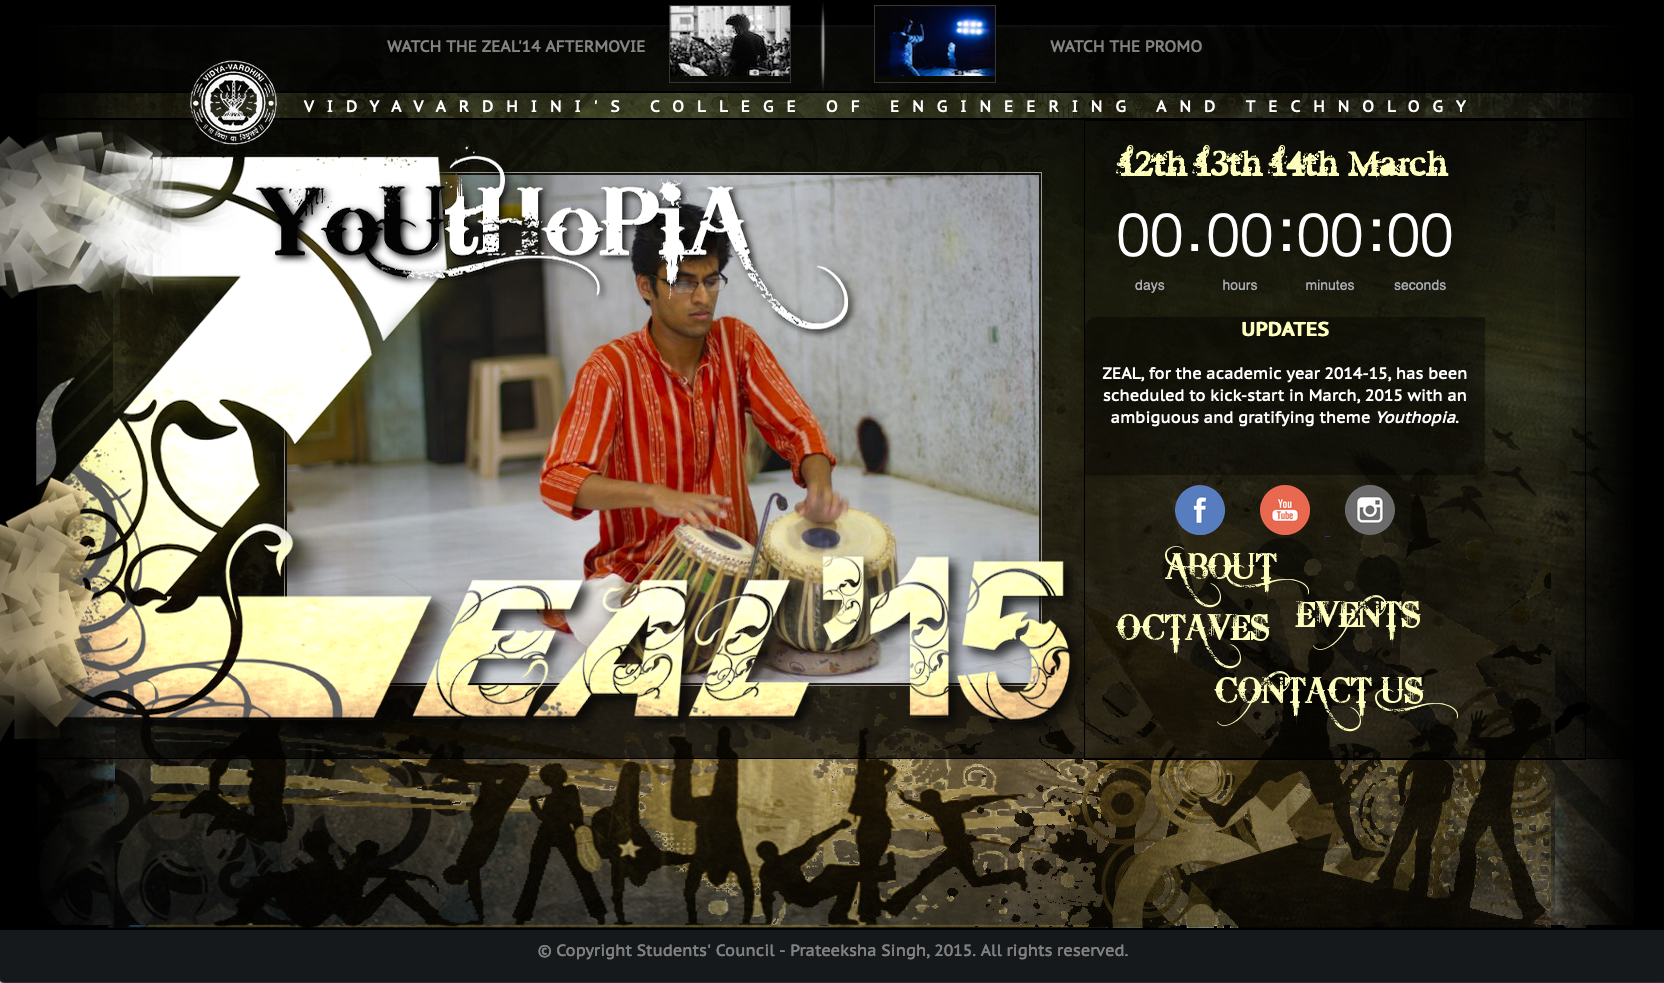 WATCH THE ZEAL'14 AFTERMOVIE
WATCH THE PROMO
VIDYA-VARDHINI
VIDYAVARDHINI'S COLLEGE OF ENGINEERING AND TECHNOLOGY
YoUtHoPiA
ZEAL '15
12th 13th 14th March
00.00:00:00
days hours minutes seconds
UPDATES
ZEAL, for the academic year 2014-15, has been
scheduled to kick-start in March, 2015 with an
ambiguous and gratifying theme Youthopia.
f
You
Tube
ABOUT
OCTAVES
EVENTS
CONTACT US
© Copyright Students' Council - Prateeksha Singh, 2015. All rights reserved.